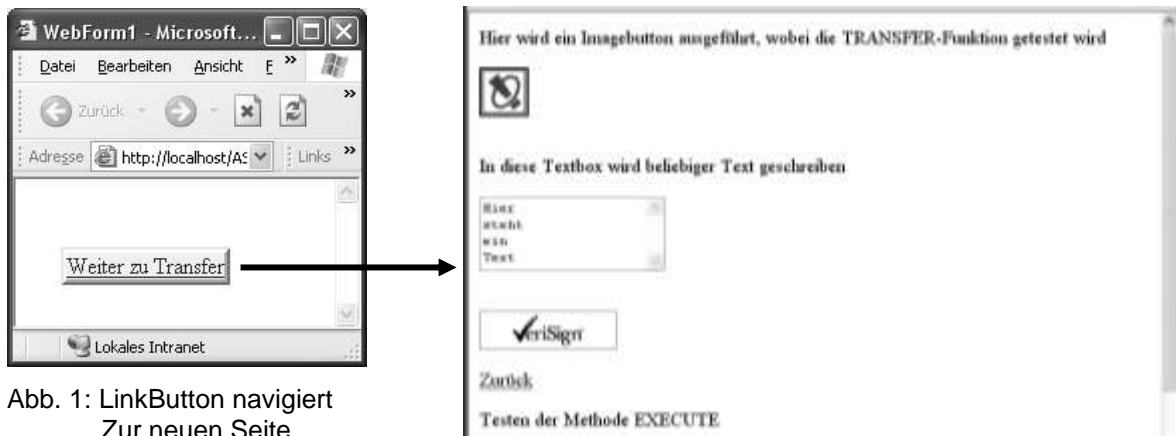 WebForm1 - Microsoft...
Datei Bearbeiten Ansicht F »
Zurück »
Adresse http://localhost/AS Links »
Weiter zu Transfer
Lokales Intranet
Abb. 1: LinkButton navigiert
Zur neuen Seite
Hier wird ein Imagebutton ausgeführt, wobei die TRANSFER-Funktion getestet wird
In diese Textbox wird beliebiger Text geschreiben
Hier
steht
ein
Text
VeriSign
Zurück
Testen der Methode EXECUTE